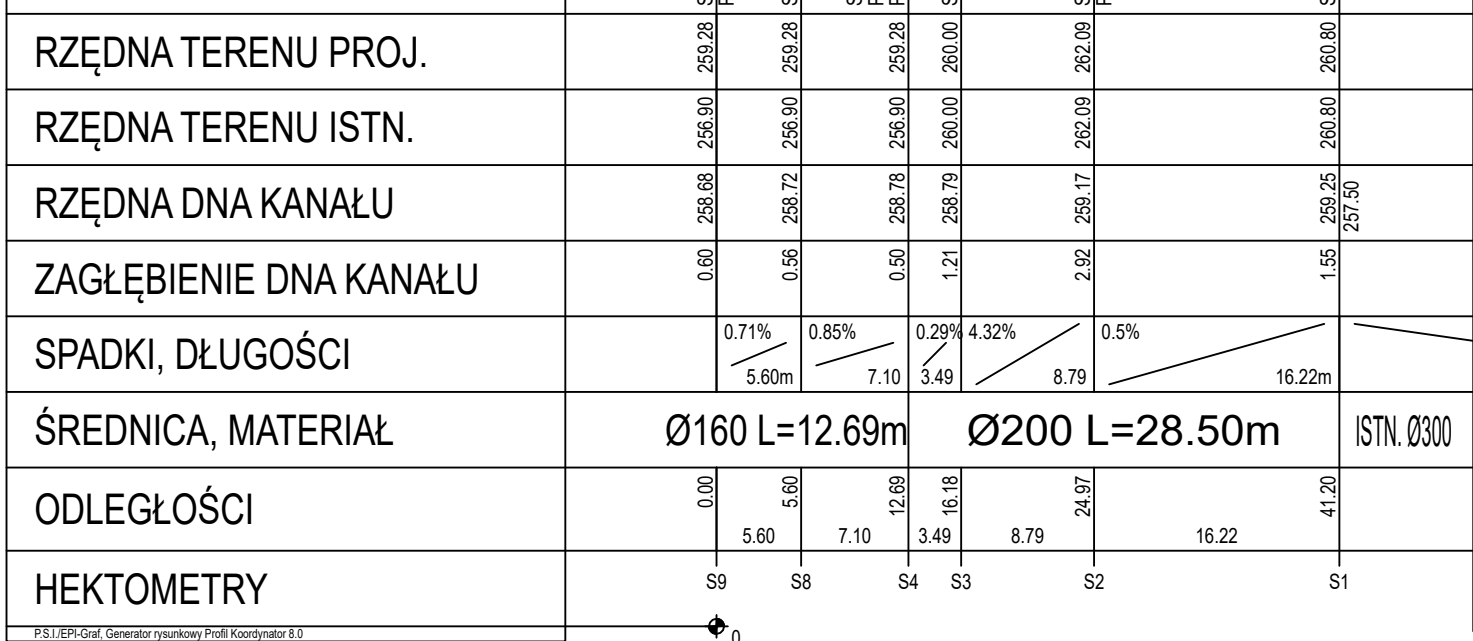 RZĘDNA TERENU PROJ. 259.28 259.28 259.28 260.00 262.09 260.80
RZĘDNA TERENU ISTN. 256.90 256.90 256.90 260.00 262.09 260.80
RZĘDNA DNA KANAŁU 258.68 258.72 258.78 258.79 259.17 259.25 257.50
ZAGŁĘBIENIE DNA KANAŁU 0.60 0.56 0.50 1.21 2.92 1.55
SPADKI, DŁUGOŚCI
0.71% 0.85% 0.29% 4.32% 0.5%
5.60m 7.10 3.49 8.79 16.22m
ŚREDNICA, MATERIAŁ Ø160 L=12.69m Ø200 L=28.50m ISTN. Ø300
ODLEGŁOŚCI 0.00 5.60 12.69 16.18 24.97 41.20
5.60 7.10 3.49 8.79 16.22
HEKTOMETRY S9 S8 S4 S3 S2 S1
P.S.I./EPI-Graf, Generator rysunkowy Profil Koordynator 8.0
0